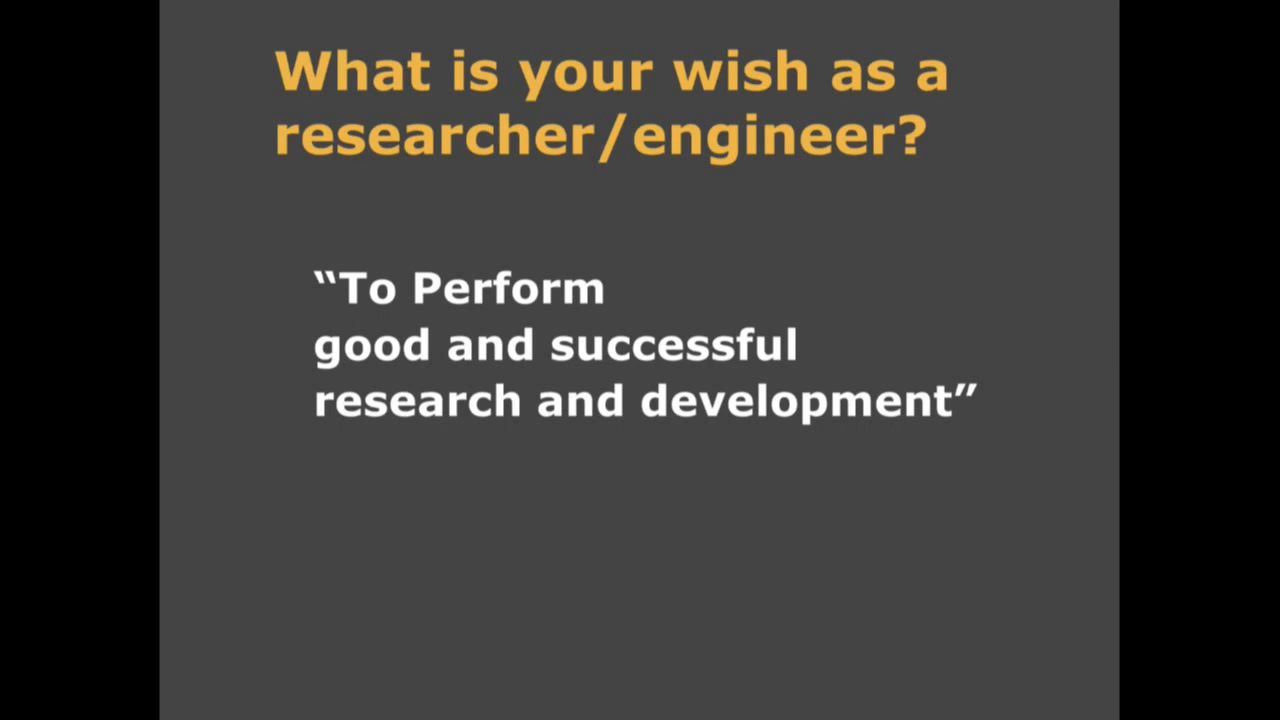 What is your wish as a
researcher/engineer?
“To Perform
good and successful
research and development”